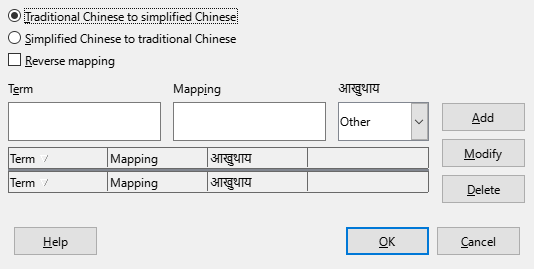 Traditional Chinese to simplified Chinese
Simplified Chinese to traditional Chinese
Reverse mapping
Term Mapping आखुथाय
Other Add
Term / Mapping आखुथाय Modify
Term / Mapping आखुथाय Delete
Help OK Cancel